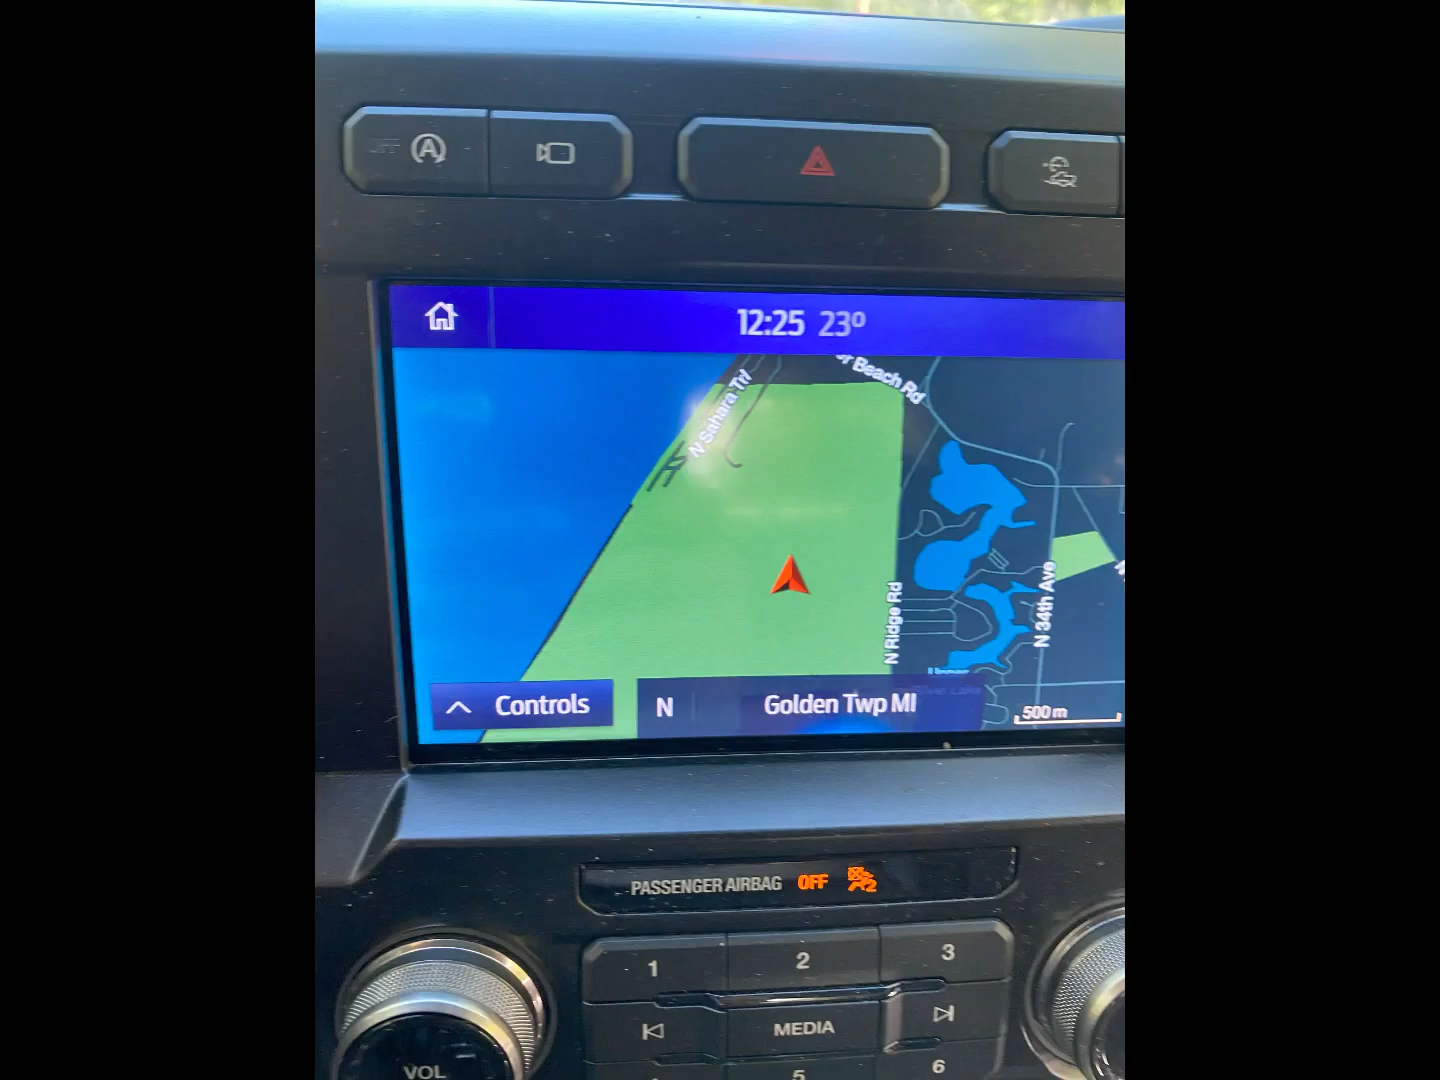 OFF A
12:25 23°
Beach Rd
N Sahara Trl
N Ridge Rd
N 34th Ave
Controls
N
Golden Twp MI
500 m
PASSENGER AIRBAG OFF
1
2
3
MEDIA
VOL
5
6